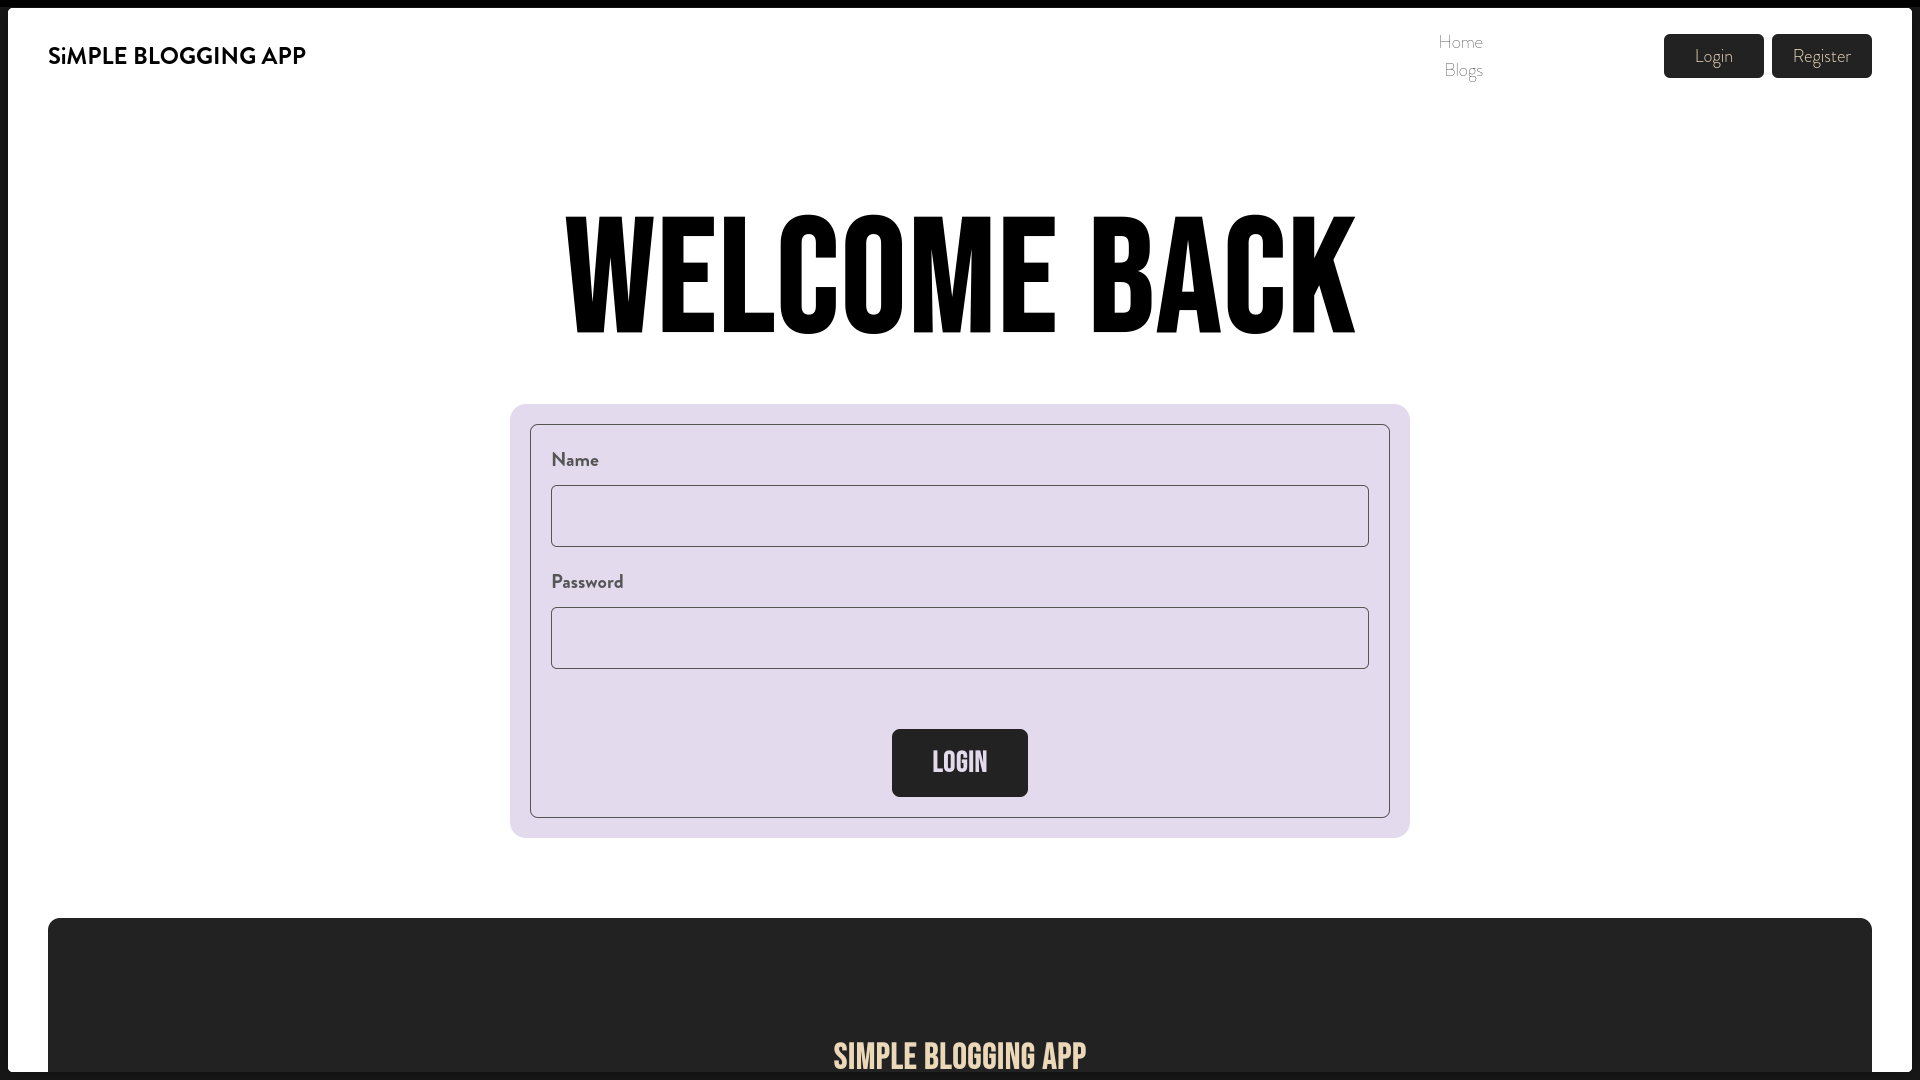 SiMPLE BLOGGING APP
Home
Blogs
Login
Register
WELCOME BACK
Name
Password
LOGIN
SIMPLE BLOGGING APP